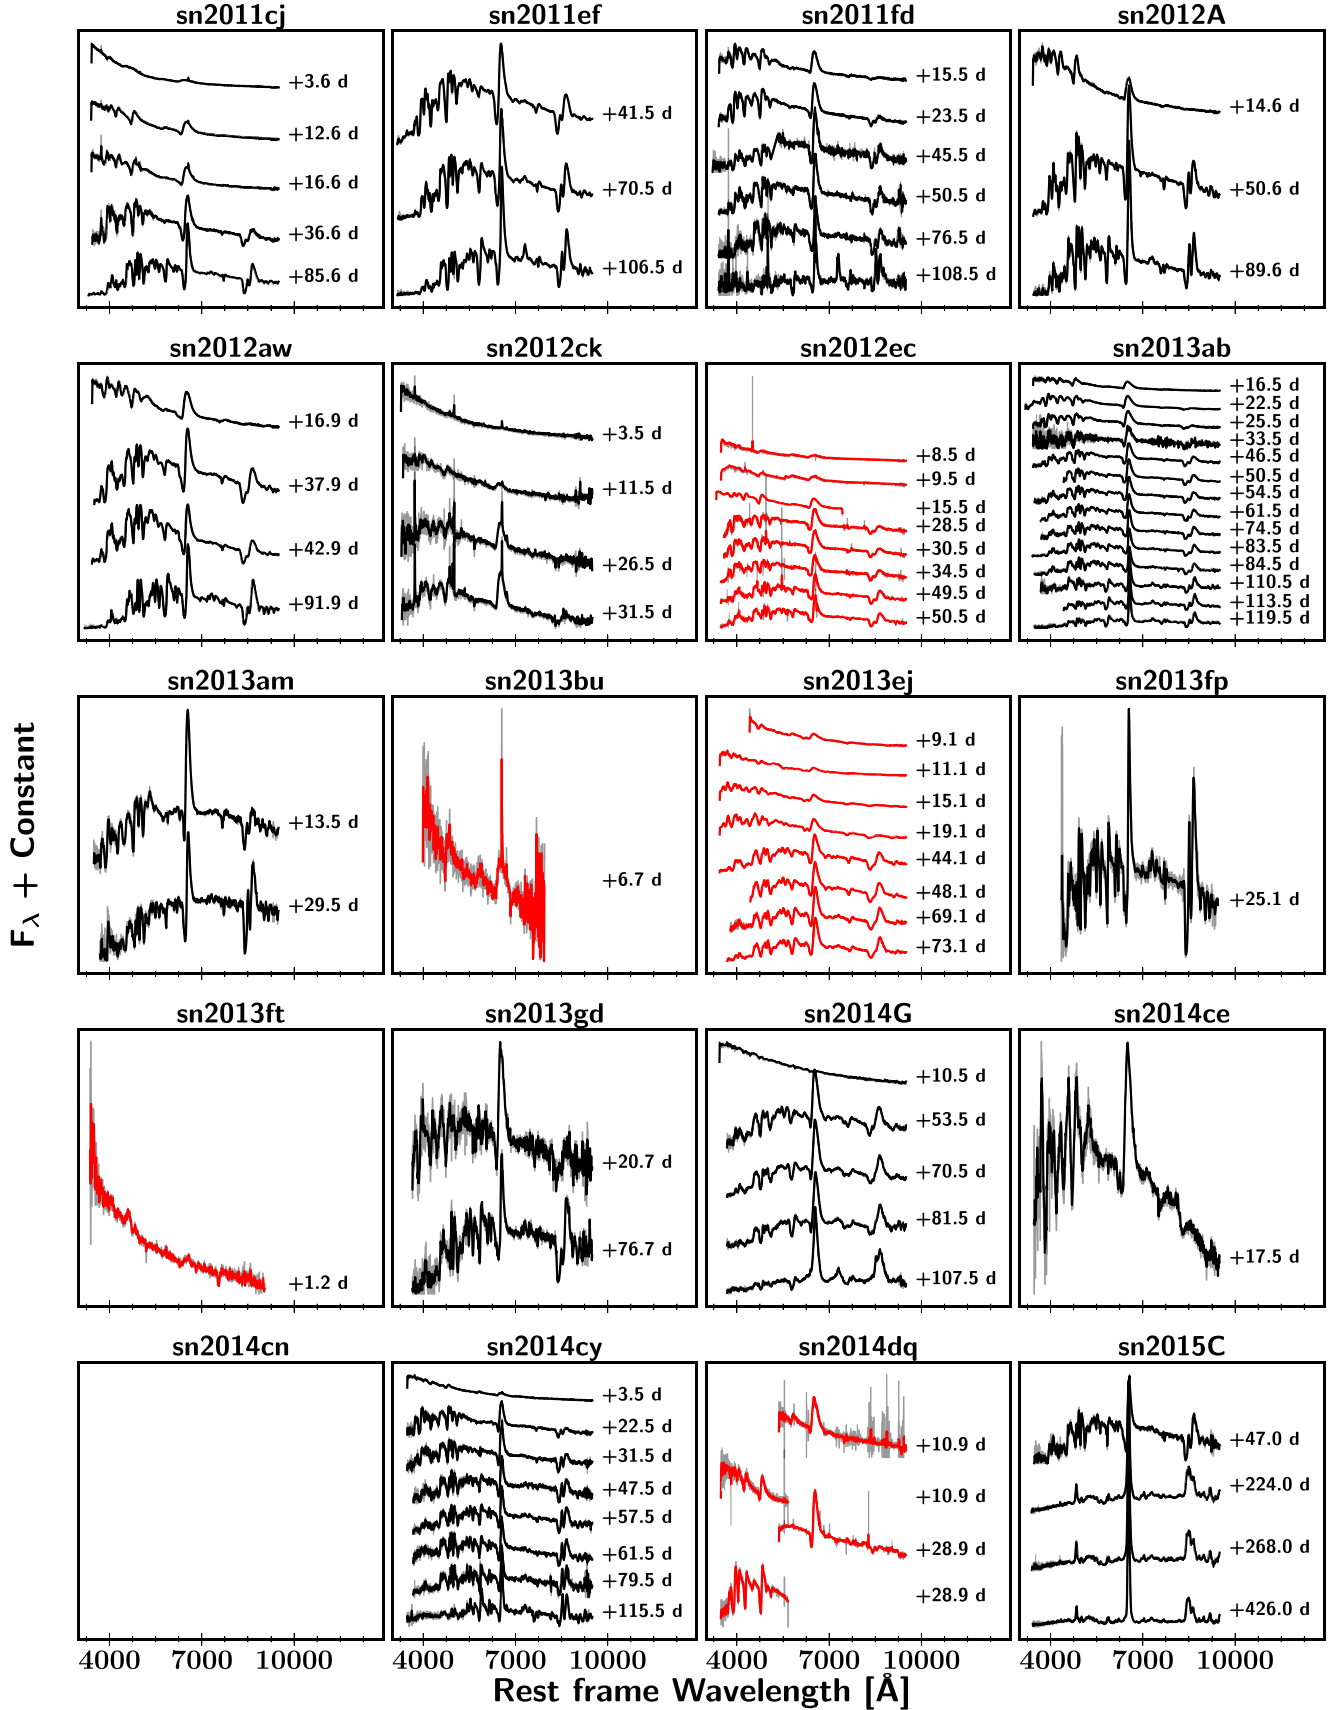 sn2011cj
sn2011ef
sn2011fd
sn2012A
+3.6 d
+12.6 d
+16.6 d
+36.6 d
+85.6 d
+41.5 d
+70.5 d
+106.5 d
+15.5 d
+23.5 d
+45.5 d
+50.5 d
+76.5 d
+108.5 d
+14.6 d
+50.6 d
+89.6 d
sn2012aw
sn2012ck
sn2012ec
sn2013ab
+16.9 d
+37.9 d
+42.9 d
+91.9 d
+3.5 d
+11.5 d
+26.5 d
+31.5 d
+8.5 d
+9.5 d
+15.5 d
+28.5 d
+30.5 d
+34.5 d
+49.5 d
+50.5 d
+16.5 d
+22.5 d
+25.5 d
+33.5 d
+46.5 d
+50.5 d
+54.5 d
+61.5 d
+74.5 d
+83.5 d
+84.5 d
+110.5 d
+113.5 d
+119.5 d
sn2013am
sn2013bu
sn2013ej
sn2013fp
+13.5 d
+29.5 d
+6.7 d
+9.1 d
+11.1 d
+15.1 d
+19.1 d
+44.1 d
+48.1 d
+69.1 d
+73.1 d
+25.1 d
sn2013ft
sn2013gd
sn2014G
sn2014ce
+1.2 d
+20.7 d
+76.7 d
+10.5 d
+53.5 d
+70.5 d
+81.5 d
+107.5 d
+17.5 d
sn2014cn
sn2014cy
sn2014dq
sn2015C
+3.5 d
+22.5 d
+31.5 d
+47.5 d
+57.5 d
+61.5 d
+79.5 d
+115.5 d
+10.9 d
+10.9 d
+28.9 d
+28.9 d
+47.0 d
+224.0 d
+268.0 d
+426.0 d
4000 7000 10000
4000 7000 10000
4000 7000 10000
4000 7000 10000
Rest frame Wavelength [Å]
F<sub>λ</sub> + Constant